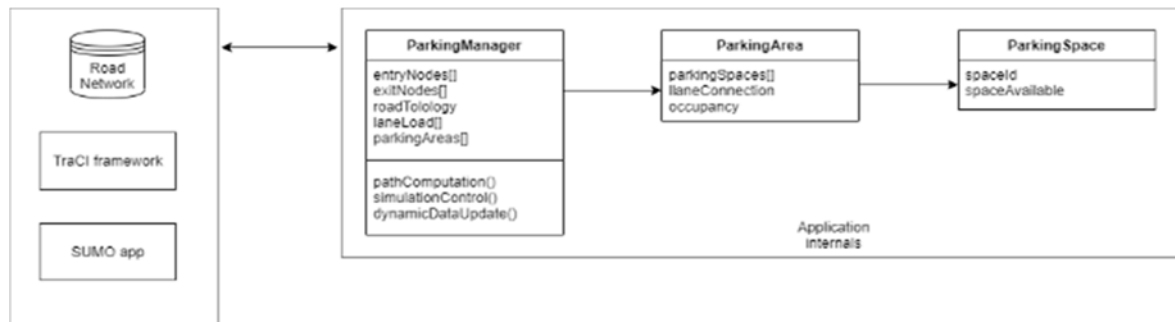 Road
Network
TraCI framework
SUMO app
ParkingManager
entryNodes[]
exitNodes[]
roadTolology
laneLoad[]
parkingAreas[]
pathComputation()
simulationControl()
dynamicDataUpdate()
ParkingArea
parkingSpaces[]
llaneConnection
occupancy
ParkingSpace
spaceId
spaceAvailable
Application
internals